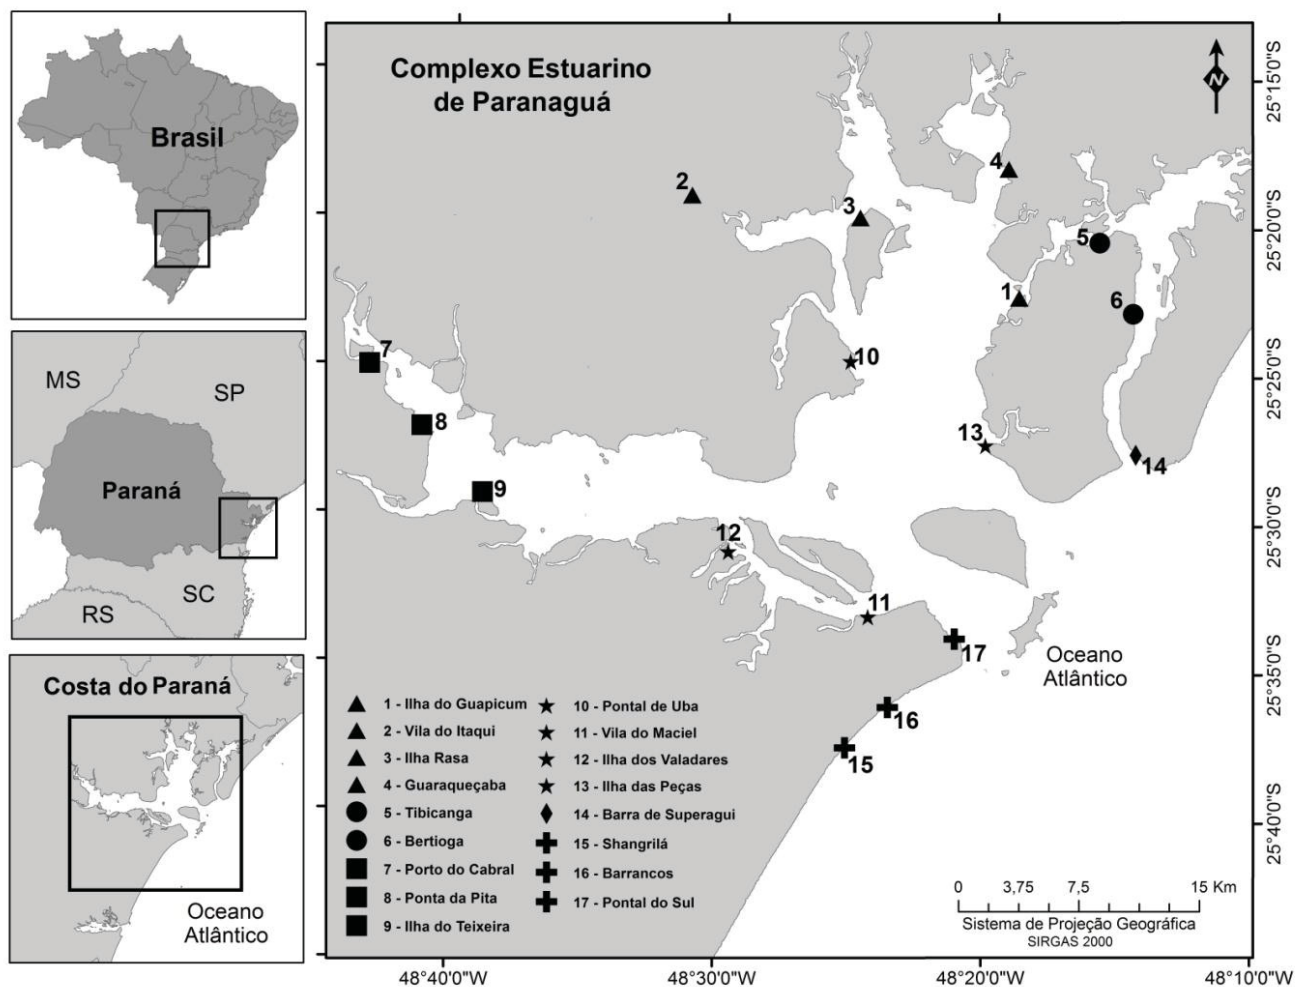 Brasil
MS
SP
Paraná
SC
RS
Costa do Paraná
Oceano
Atlântico
Complexo Estuarino
de Paranaguá
N
2
3
4
5
1
6
7
10
8
13
14
9
12
11
17
16
15
Oceano
Atlântico
1 - Ilha do Guapicum
2 - Vila do Itaqui
3 - Ilha Rasa
4 - Guaraqueçaba
5 - Tibicanga
6 - Bertioga
7 - Porto do Cabral
8 - Ponta da Pita
9 - Ilha do Teixeira
10 - Pontal de Uba
11 - Vila do Maciel
12 - Ilha dos Valadares
13 - Ilha das Peças
14 - Barra de Superagui
15 - Shangrilá
16 - Barrancos
17 - Pontal do Sul
0 3,75 7,5 15 Km
Sistema de Projeção Geográfica
SIRGAS 2000
25°15'0"S
25°20'0"S
25°25'0"S
25°30'0"S
25°35'0"S
25°40'0"S
48°40'0"W 48°30'0"W 48°20'0"W 48°10'0"W